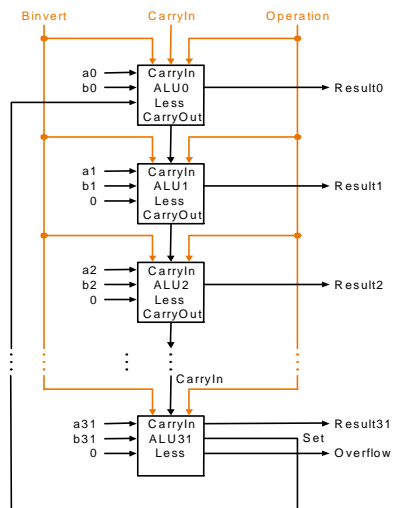 Binvert CarryIn Operation
a0 CarryIn
b0 ALU0 Result0
Less
CarryOut
a1 CarryIn
b1 ALU1 Result1
0 Less
CarryOut
a2 CarryIn
b2 ALU2 Result2
0 Less
CarryOut
CarryIn
a31 CarryIn Result31
b31 ALU31 Set
0 Less Overflow